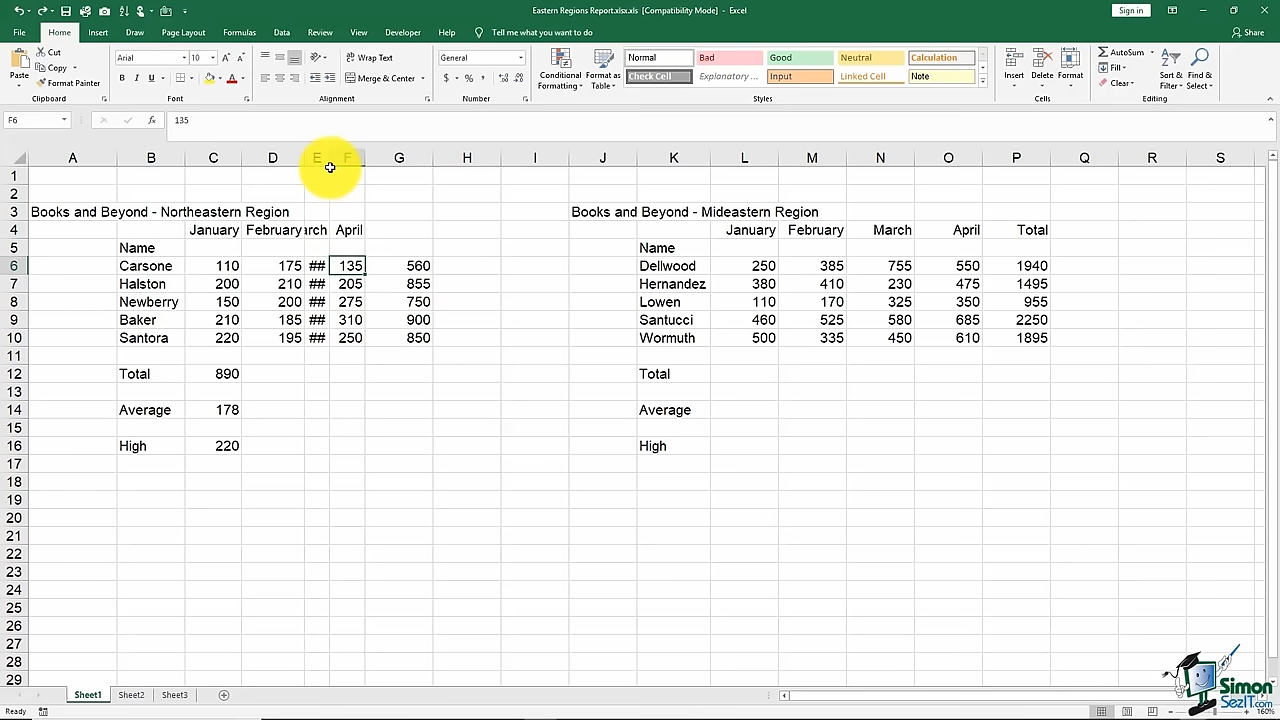 Eastern Regions Report.xlsx.xls [Compatibility Mode] - Excel
Sign in
File Home Insert Draw Page Layout Formulas Data Review View Developer Help Tell me what you want to do Share
Paste Cut Copy Format Painter Clipboard
Arial 10 B I U A Font
Wrap Text Merge & Center Alignment
General $ % Number
Conditional Formatting Format as Table
Normal Bad Good Neutral Calculation
Check Cell Explanatory ... Input Linked Cell Note
Styles
Insert Delete Format Cells
AutoSum Fill Clear Sort & Filter Find & Select Editing
F6 fx 135
A B C D E F G H I J K L M N O P Q R S
1
2
3 Books and Beyond - Northeastern Region Books and Beyond - Mideastern Region
4 January February arch April January February March April Total
5 Name Name
6 Carsone 110 175 ## 135 560 Dellwood 250 385 755 550 1940
7 Halston 200 210 ## 205 855 Hernandez 380 410 230 475 1495
8 Newberry 150 200 ## 275 750 Lowen 110 170 325 350 955
9 Baker 210 185 ## 310 900 Santucci 460 525 580 685 2250
10 Santora 220 195 ## 250 850 Wormuth 500 335 450 610 1895
11
12 Total 890 Total
13
14 Average 178 Average
15
16 High 220 High
17
18
19
20
21
22
23
24
25
26
27
28
29
Sheet1 Sheet2 Sheet3
Ready 160%
Simon
SezIT.com